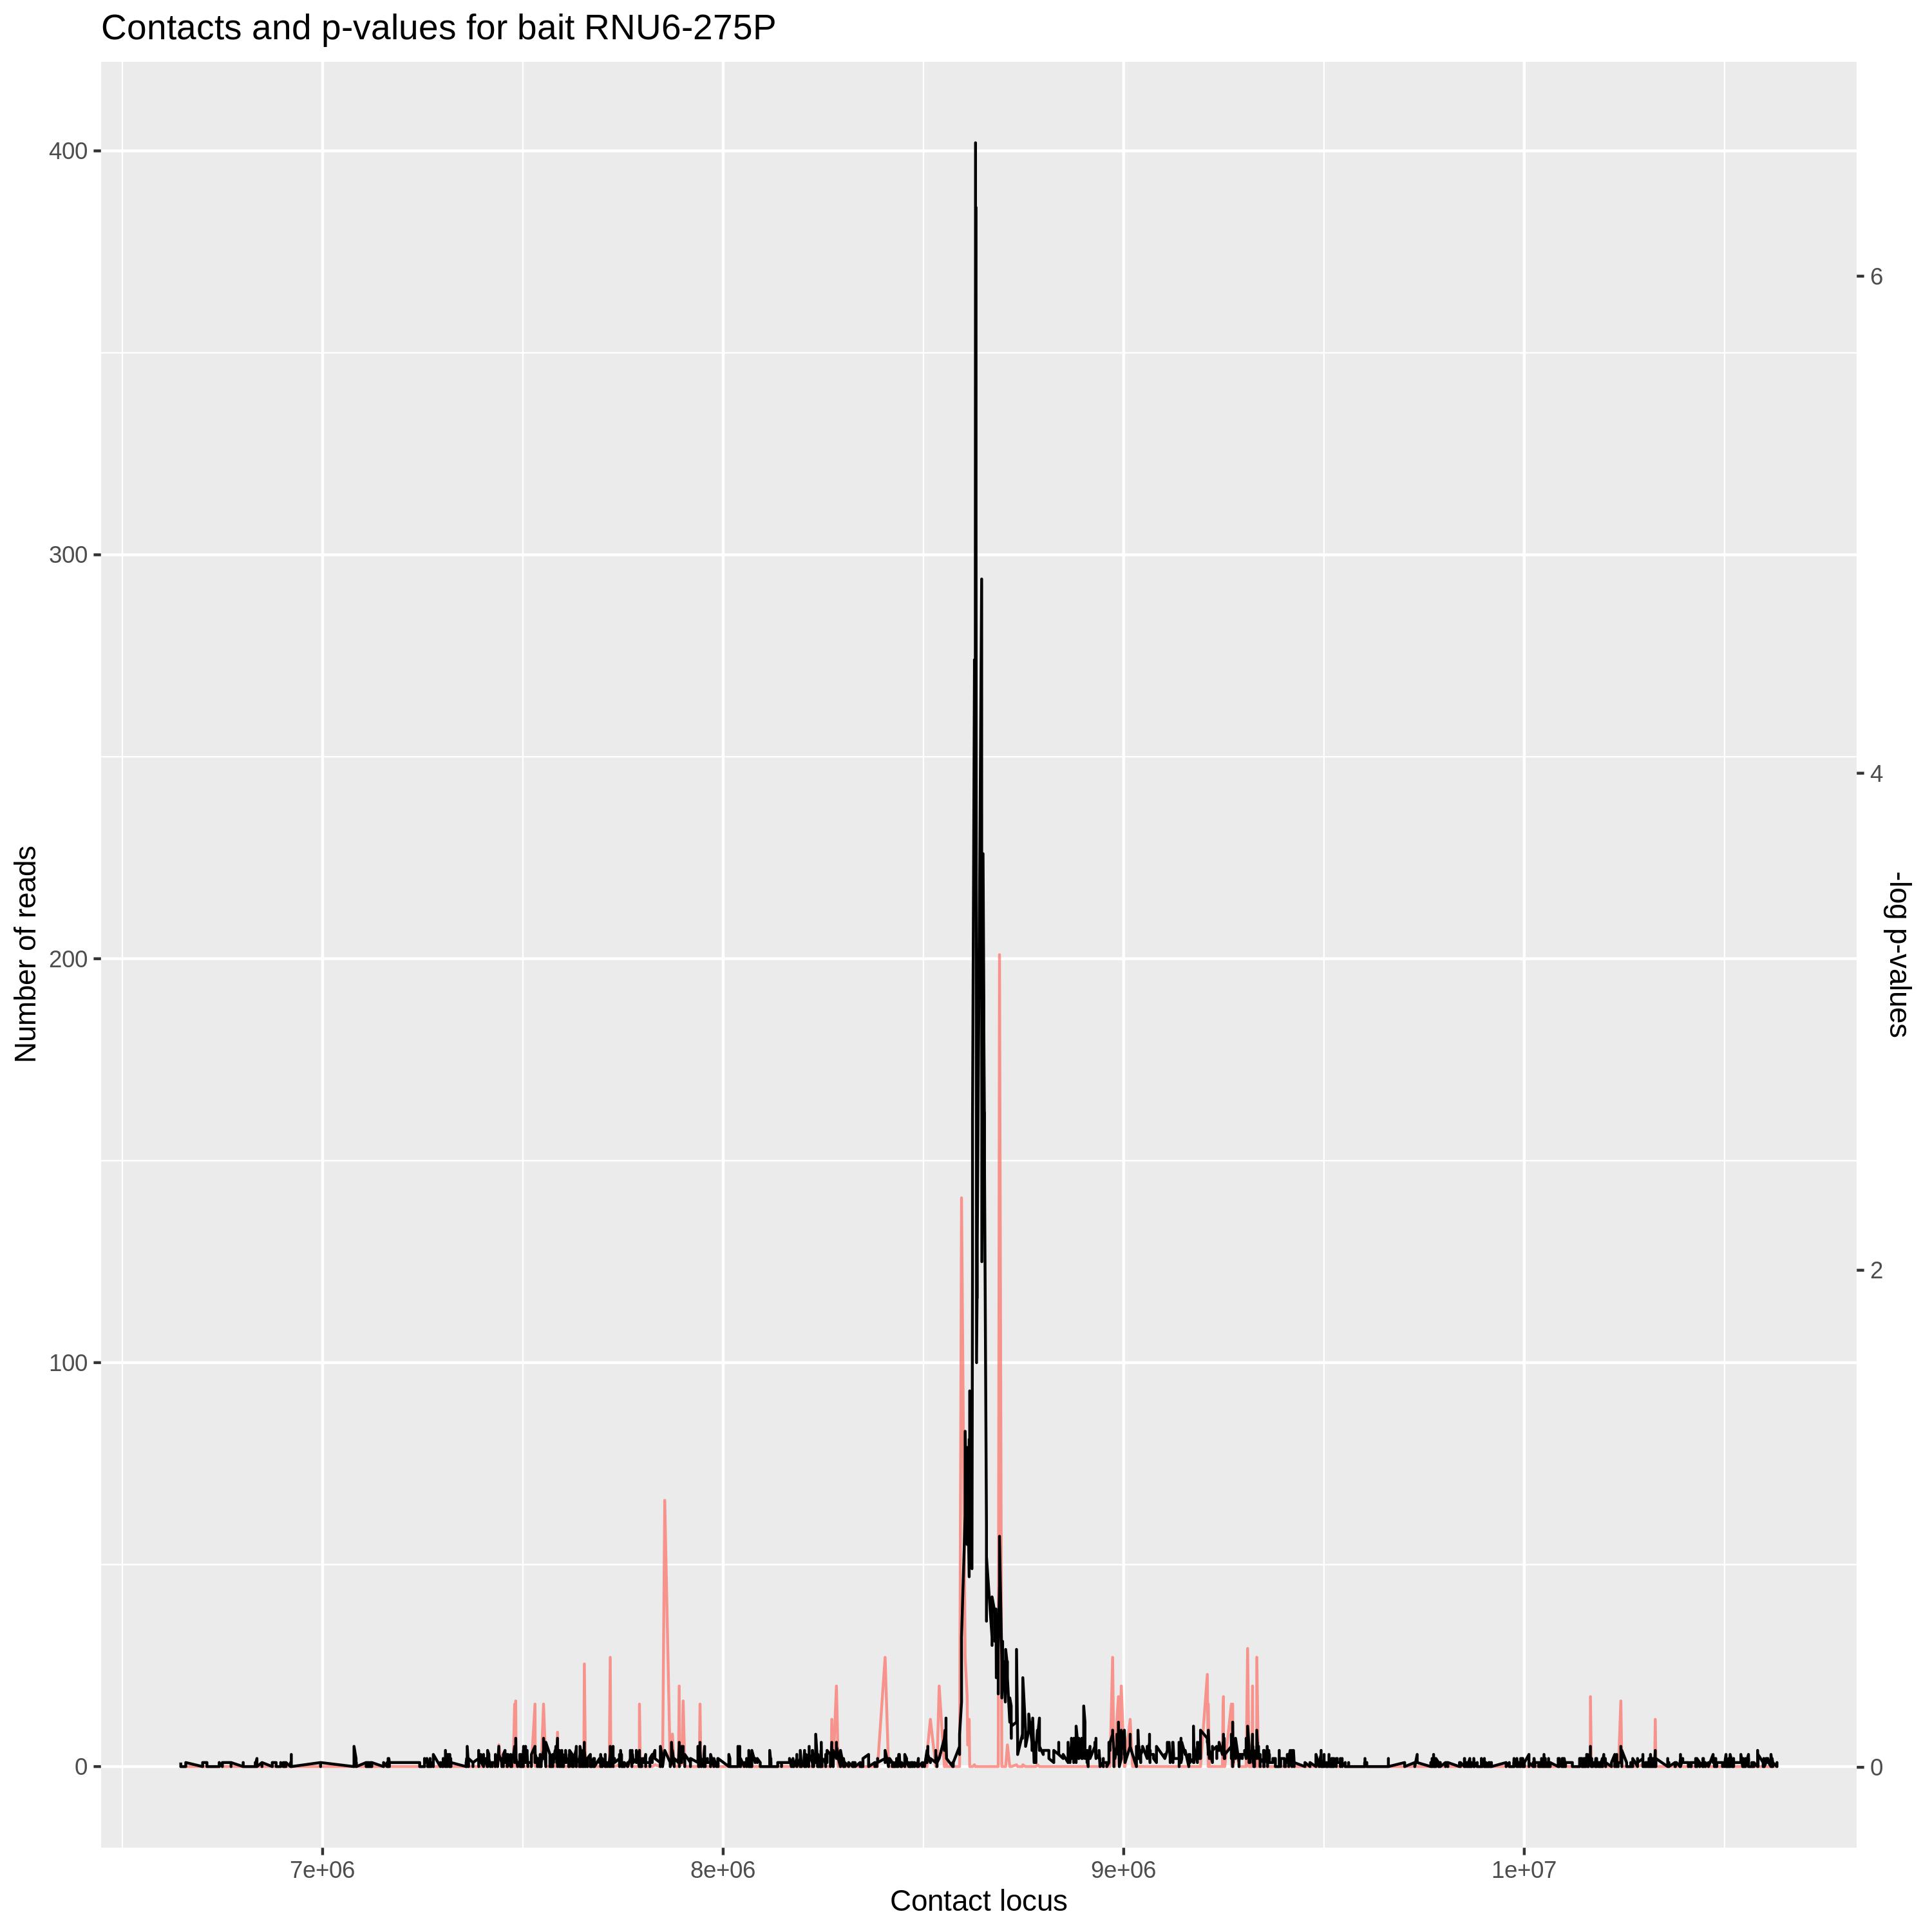 Contacts and p-values for bait RNU6-275P
400
300
200
100
0
Number of reads
6
4
2
0
-log p-values
7e+06
8e+06
9e+06
1e+07
Contact locus